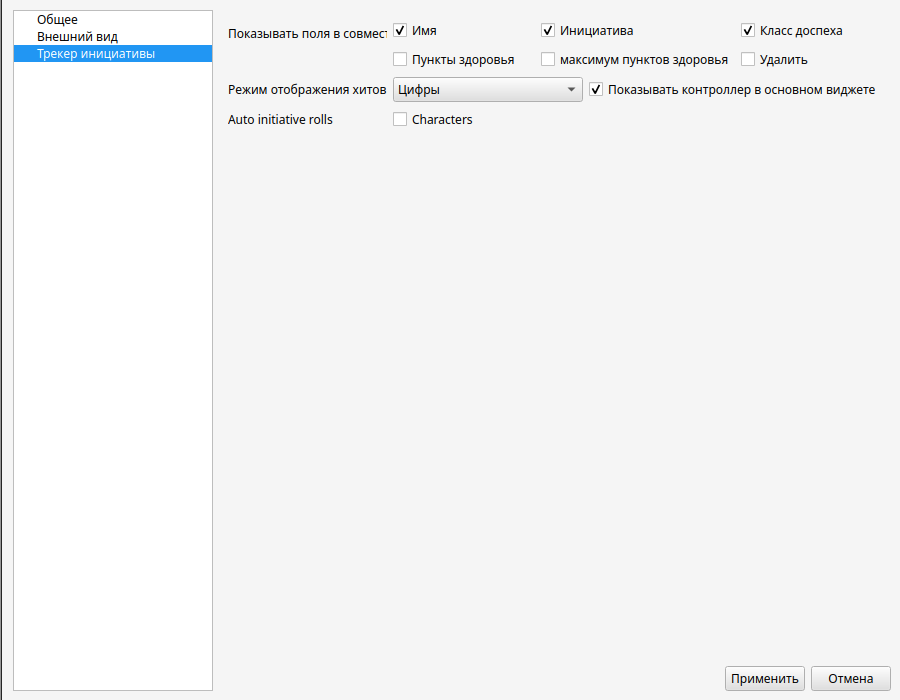 Общее
Внешний вид
Трекер инициативы
Показывать поля в совмест
Имя
Инициатива
Класс доспеха
Пункты здоровья
максимум пунктов здоровья
Удалить
Режим отображения хитов
Цифры
Показывать контроллер в основном виджете
Auto initiative rolls
Characters
Применить
Отмена